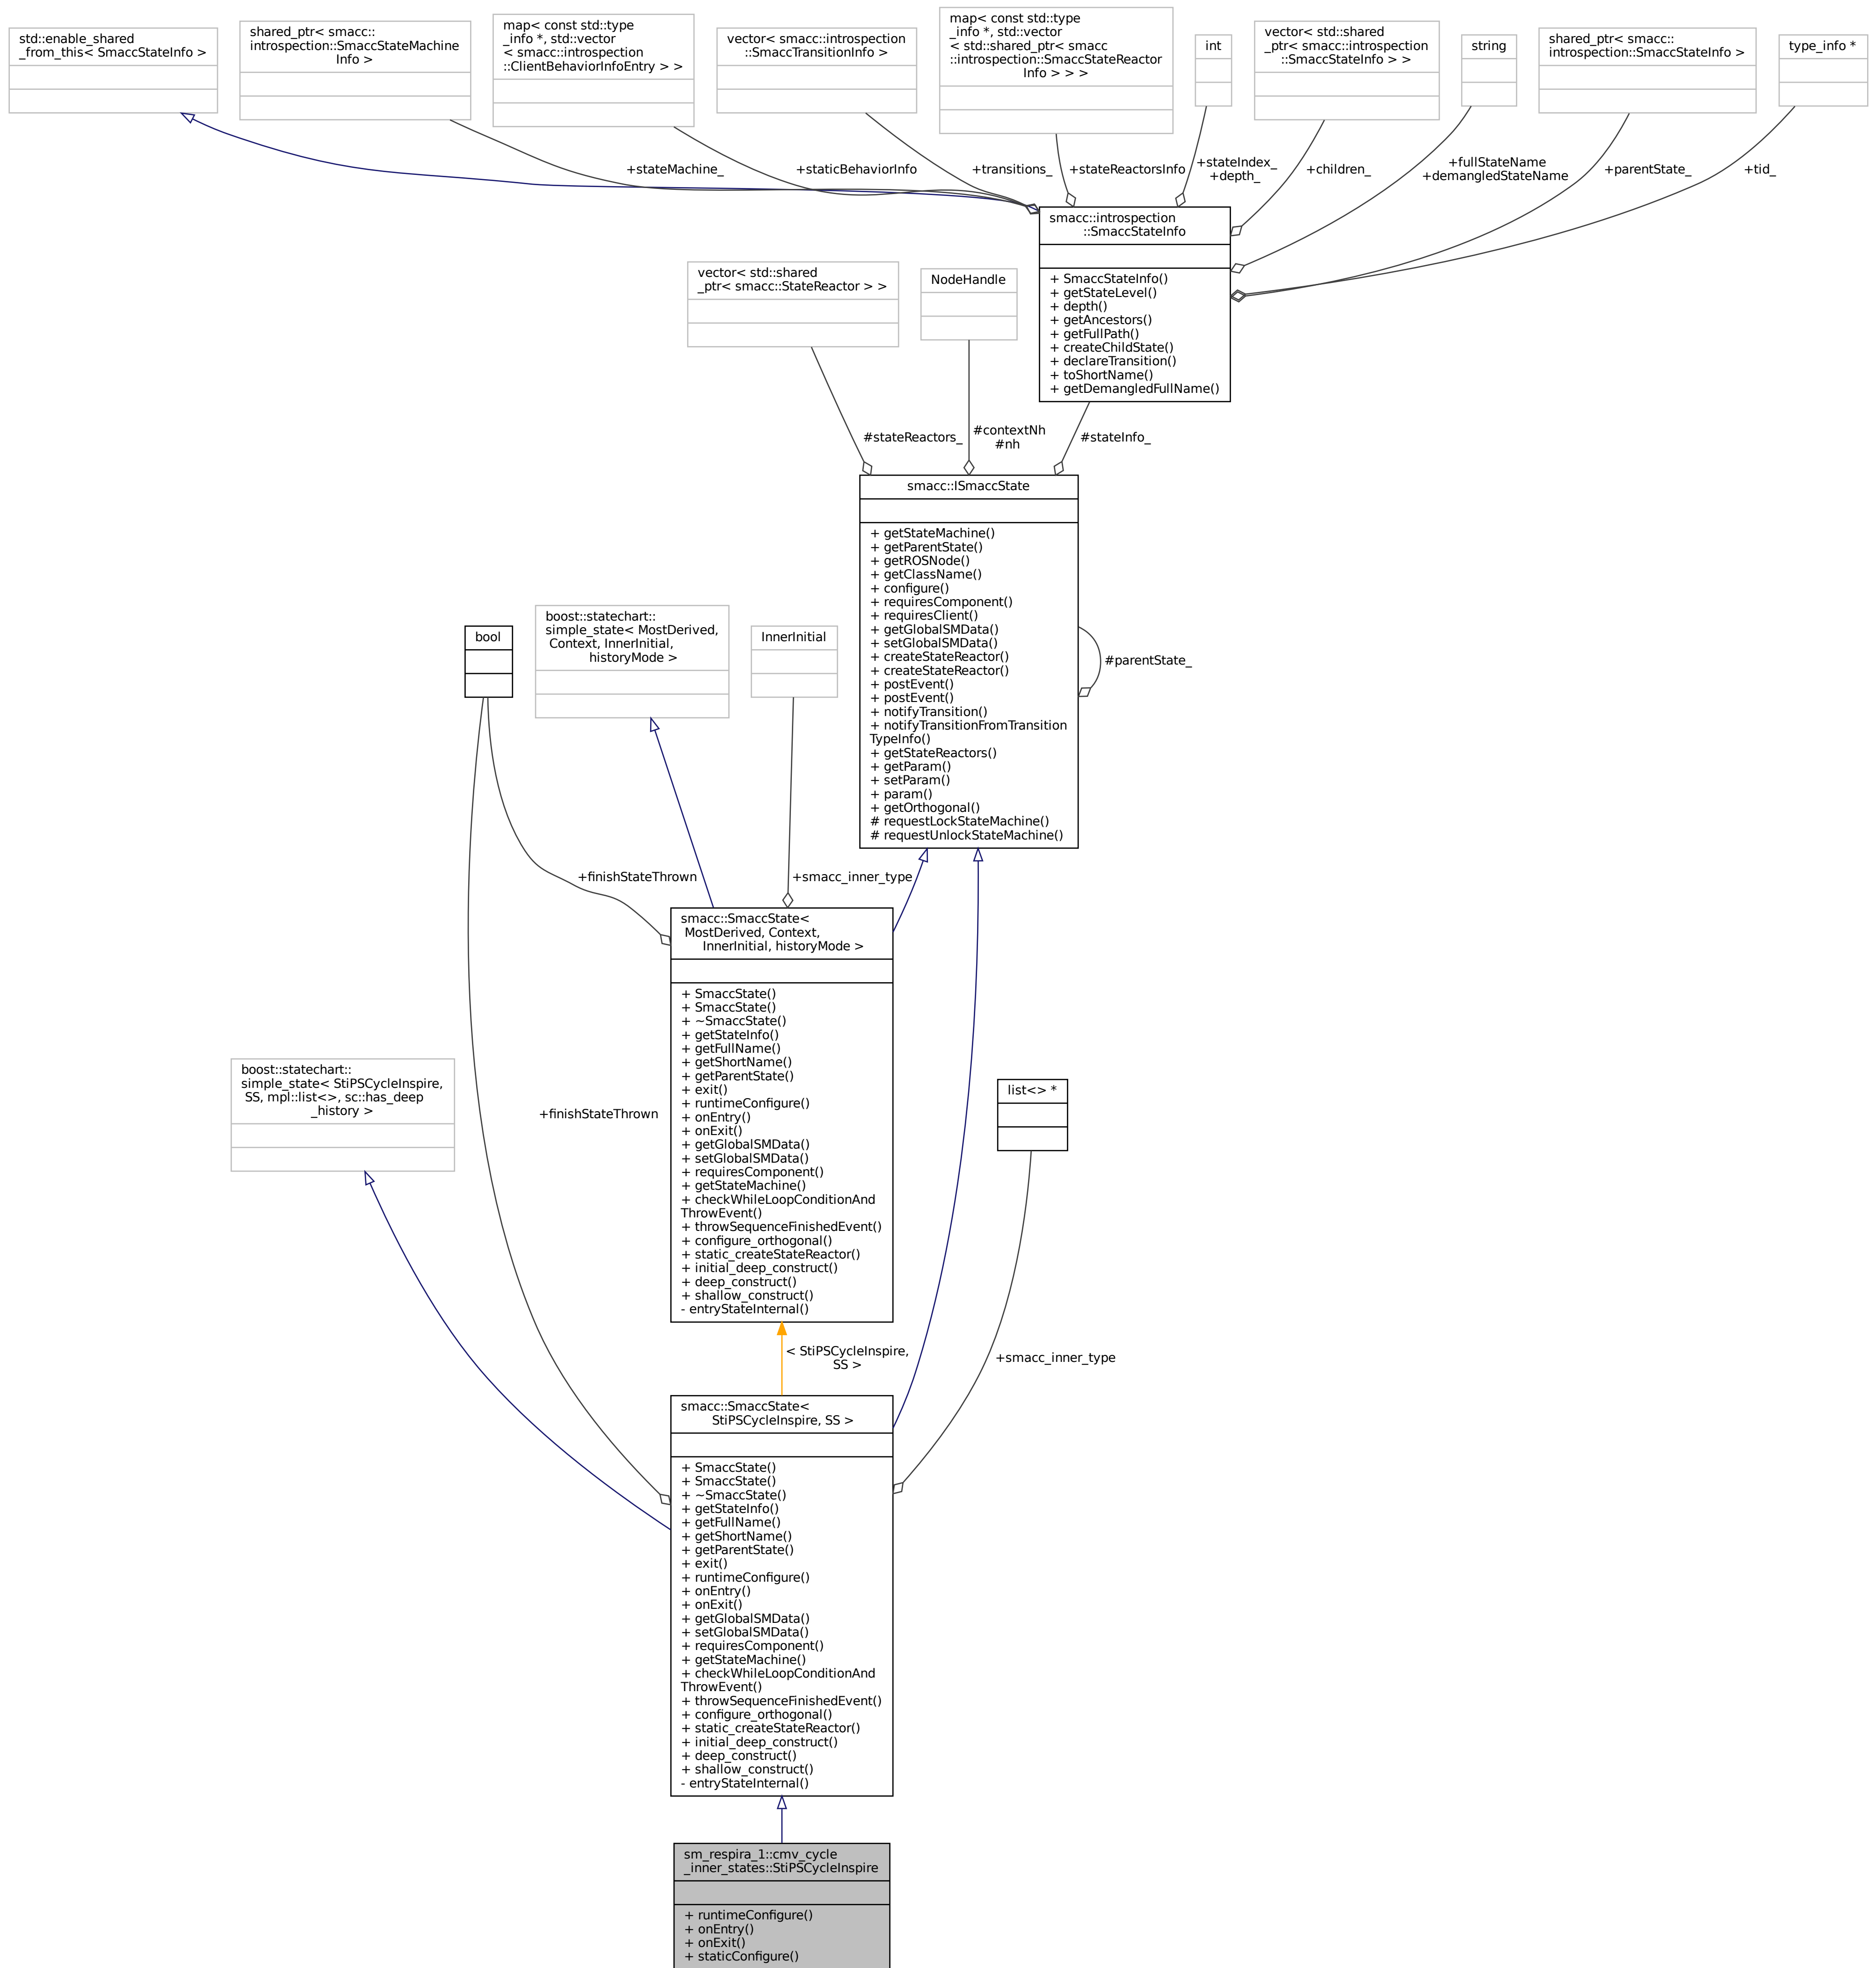 std::enable_shared
_from_this< SmaccStateInfo >
shared_ptr< smacc::
introspection::SmaccStateMachine
Info >
map< const std::type
_info *, std::vector
< smacc::introspection
::ClientBehaviorInfoEntry > >
vector< smacc::introspection
::SmaccTransitionInfo >
map< const std::type
_info *, std::vector
< std::shared_ptr< smacc
::introspection::SmaccStateReactor
Info > > >
int
vector< std::shared
_ptr< smacc::introspection
::SmaccStateInfo > >
string
shared_ptr< smacc::
introspection::SmaccStateInfo >
type_info *
+stateMachine_
+staticBehaviorInfo
+transitions_
+stateReactorsInfo
+stateIndex_
+depth_
+children_
+fullStateName
+demangledStateName
+parentState_
+tid_
smacc::introspection
::SmaccStateInfo
+ SmaccStateInfo()
+ getStateLevel()
+ depth()
+ getAncestors()
+ getFullPath()
+ createChildState()
+ declareTransition()
+ toShortName()
+ getDemangledFullName()
vector< std::shared
_ptr< smacc::StateReactor > >
NodeHandle
#stateReactors_
#contextNh
#nh
#stateInfo_
smacc::ISmaccState
+ getStateMachine()
+ getParentState()
+ getROSNode()
+ getClassName()
+ configure()
+ requiresComponent()
+ requiresClient()
+ getGlobalSMData()
+ setGlobalSMData()
+ createStateReactor()
+ createStateReactor()
+ postEvent()
+ postEvent()
+ notifyTransition()
+ notifyTransitionFromTransition
TypeInfo()
+ getStateReactors()
+ getParam()
+ setParam()
+ param()
+ getOrthogonal()
# requestLockStateMachine()
# requestUnlockStateMachine()
#parentState_
bool
boost::statechart::
simple_state< MostDerived,
Context, InnerInitial,
historyMode >
InnerInitial
+finishStateThrown
+smacc_inner_type
smacc::SmaccState<
MostDerived, Context,
InnerInitial, historyMode >
+ SmaccState()
+ SmaccState()
+ ~SmaccState()
+ getStateInfo()
+ getFullName()
+ getShortName()
+ getParentState()
+ exit()
+ runtimeConfigure()
+ onEntry()
+ onExit()
+ getGlobalSMData()
+ setGlobalSMData()
+ requiresComponent()
+ getStateMachine()
+ checkWhileLoopConditionAnd
ThrowEvent()
+ throwSequenceFinishedEvent()
+ configure_orthogonal()
+ static_createStateReactor()
+ initial_deep_construct()
+ deep_construct()
+ shallow_construct()
- entryStateInternal()
boost::statechart::
simple_state< StiPSCycleInspire,
SS, mpl::list<>, sc::has_deep
_history >
+finishStateThrown
list<> *
< StiPSCycleInspire,
SS >
+smacc_inner_type
smacc::SmaccState<
StiPSCycleInspire, SS >
+ SmaccState()
+ SmaccState()
+ ~SmaccState()
+ getStateInfo()
+ getFullName()
+ getShortName()
+ getParentState()
+ exit()
+ runtimeConfigure()
+ onEntry()
+ onExit()
+ getGlobalSMData()
+ setGlobalSMData()
+ requiresComponent()
+ getStateMachine()
+ checkWhileLoopConditionAnd
ThrowEvent()
+ throwSequenceFinishedEvent()
+ configure_orthogonal()
+ static_createStateReactor()
+ initial_deep_construct()
+ deep_construct()
+ shallow_construct()
- entryStateInternal()
sm_respira_1::cmv_cycle
_inner_states::StiPSCycleInspire
+ runtimeConfigure()
+ onEntry()
+ onExit()
+ staticConfigure()